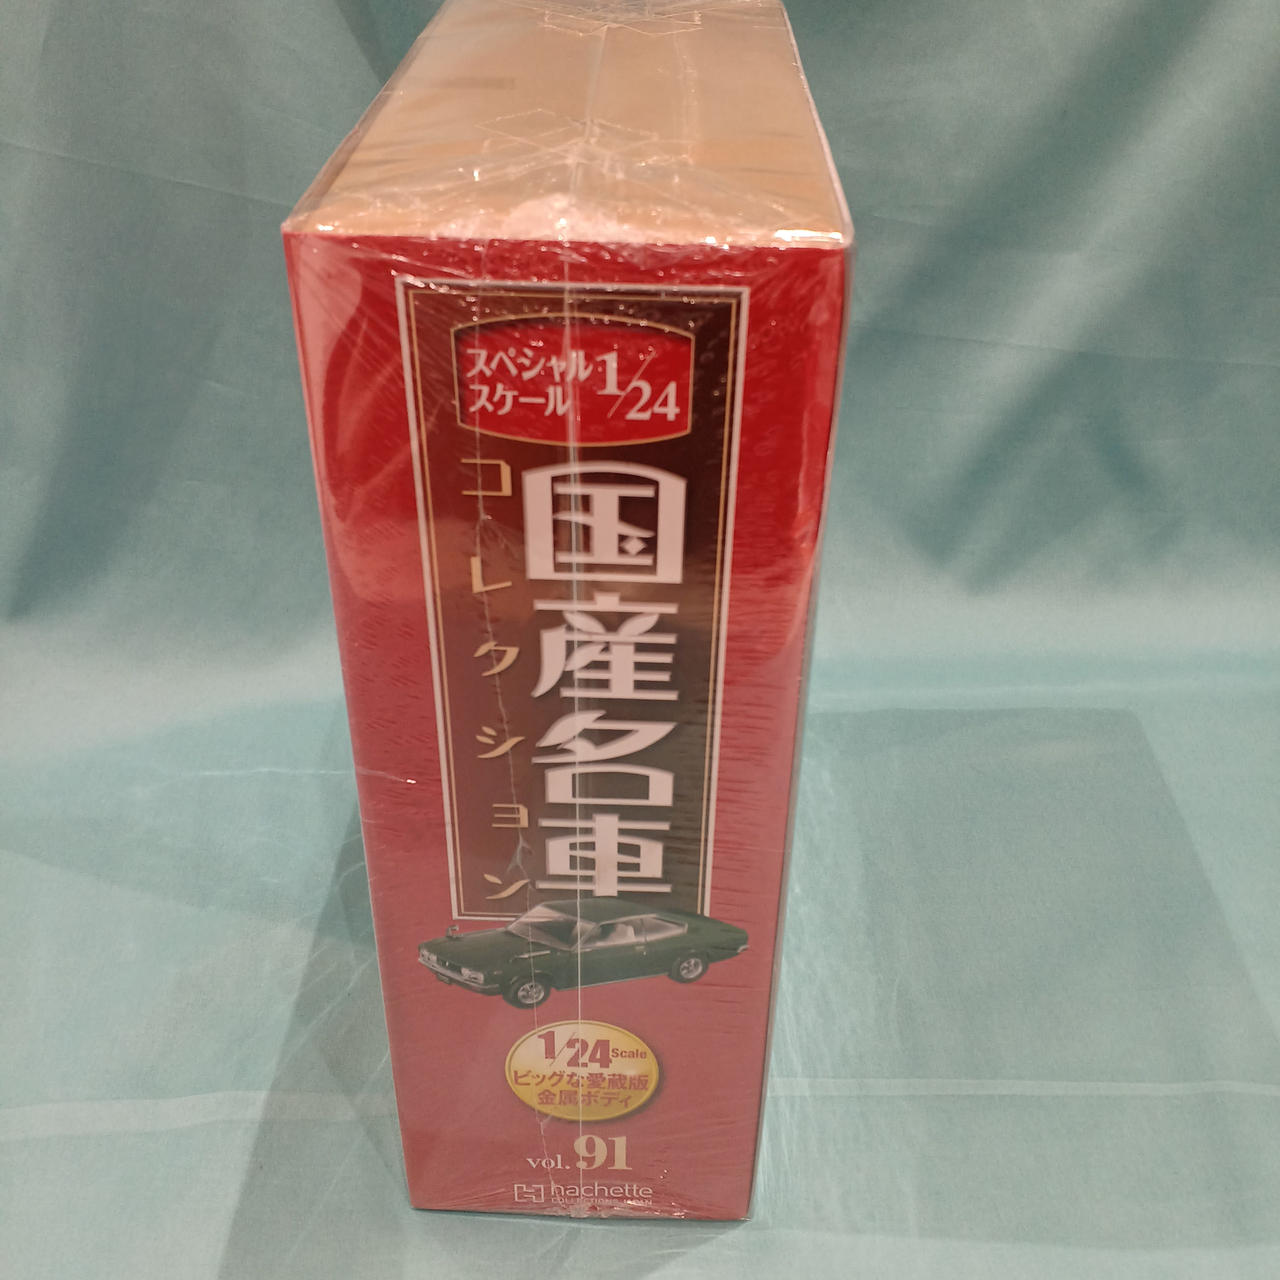 スペシャル
スケール 1/24
国産名車
コレクション
1/24 Scale
ビッグな愛蔵版
金属ボディ
vol. 91
hachette
COLLECTIONS JAPAN